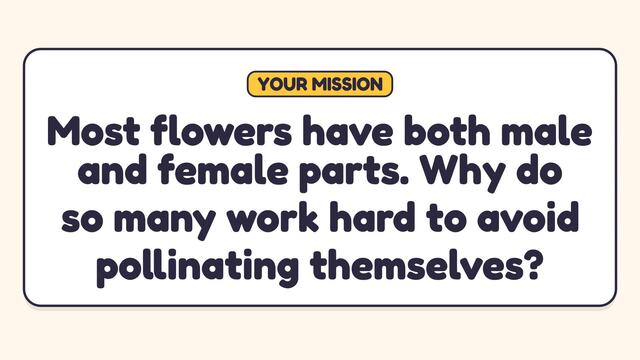 YOUR MISSION
Most flowers have both male
and female parts. Why do
so many work hard to avoid
pollinating themselves?